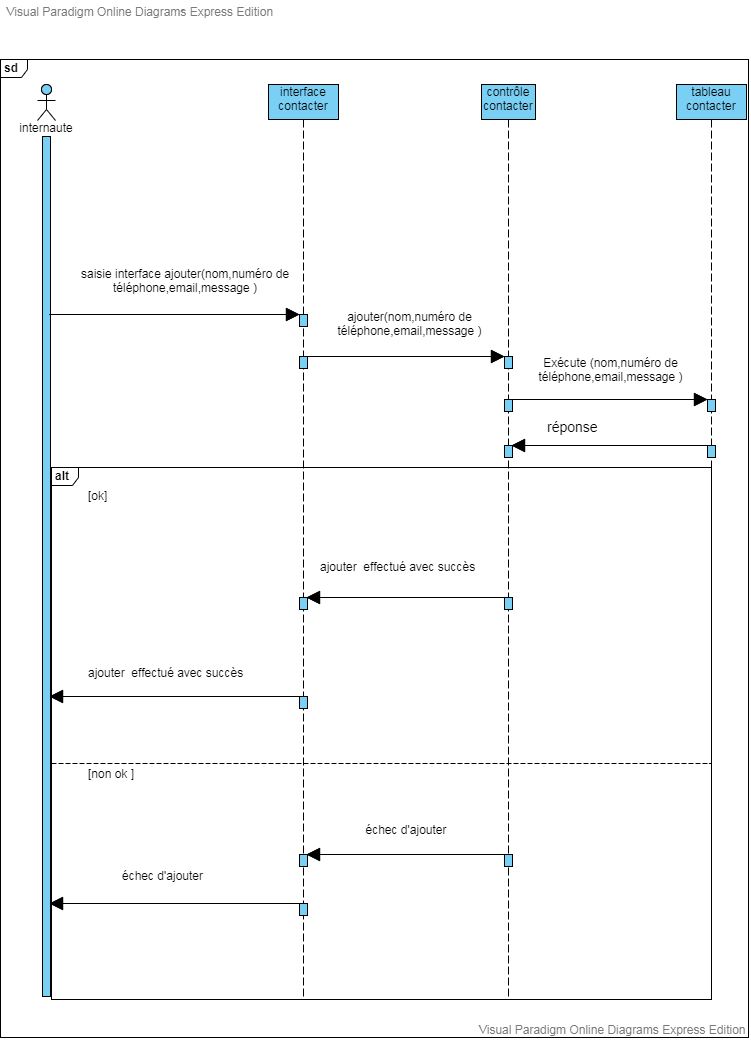 Visual Paradigm Online Diagrams Express Edition
sd
internaute
interface
contacter
contrôle
contacter
tableau
contacter
saisie interface ajouter(nom,numéro de
téléphone,email,message )
ajouter(nom,numéro de
téléphone,email,message )
Exécute (nom,numéro de
téléphone,email,message )
réponse
alt
[ok]
ajouter effectué avec succès
ajouter effectué avec succès
[non ok ]
échec d'ajouter
échec d'ajouter
Visual Paradigm Online Diagrams Express Edition